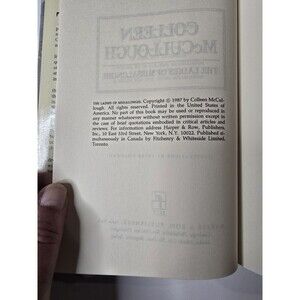 THE LADIES OF MISSALONGHI. Copyright © 1987 by Colleen McCul-
lough. All rights reserved. Printed in the United States of
America. No part of this book may be used or reproduced in
any manner whatsoever without written permission except in
the case of brief quotations embodied in critical articles and
reviews. For information address Harper & Row, Publishers,
Inc., 10 East 53rd Street, New York, N.Y. 10022. Published in
Canada by Fitzhenry & Whiteside Limited,
Toronto.